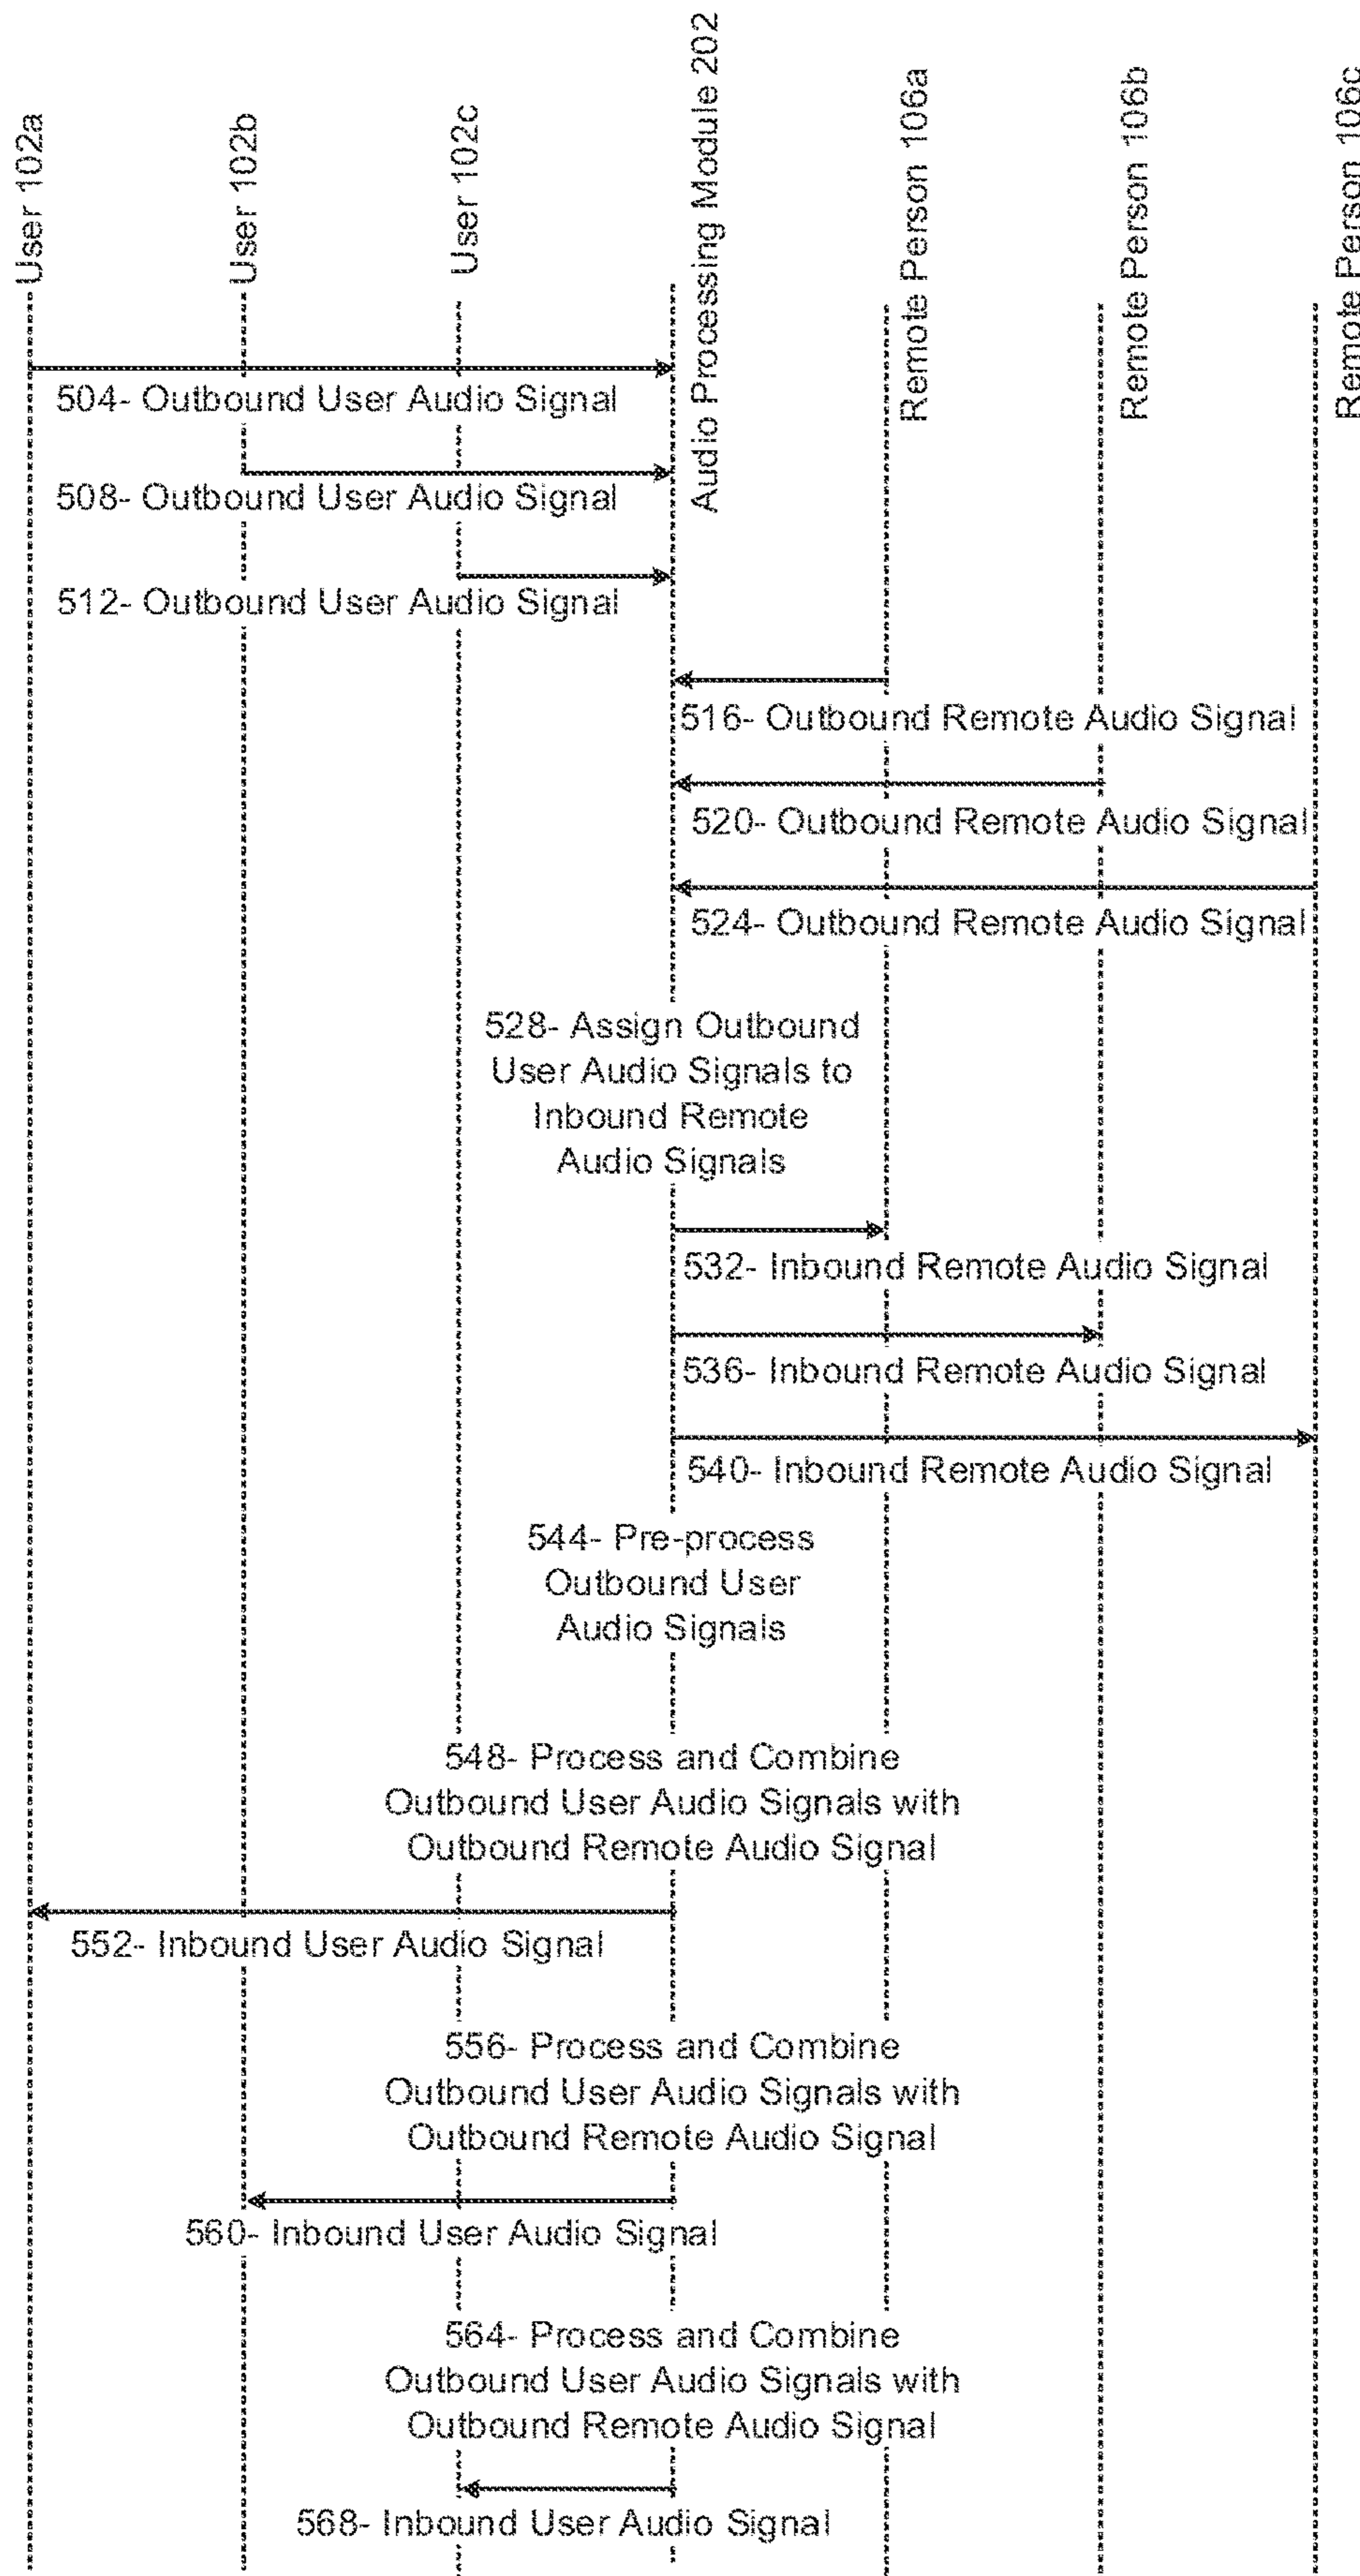 User 102a
User 102b
User 102c
Audio Processing Module 202
Remote Person 106a
Remote Person 106b
Remote Person 106c
504- Outbound User Audio Signal
508- Outbound User Audio Signal
512- Outbound User Audio Signal
516- Outbound Remote Audio Signal
520- Outbound Remote Audio Signal
524- Outbound Remote Audio Signal
528- Assign Outbound
User Audio Signals to
Inbound Remote
Audio Signals
532- Inbound Remote Audio Signal
536- Inbound Remote Audio Signal
540- Inbound Remote Audio Signal
544- Pre-process
Outbound User
Audio Signals
548- Process and Combine
Outbound User Audio Signals with
Outbound Remote Audio Signal
552- Inbound User Audio Signal
556- Process and Combine
Outbound User Audio Signals with
Outbound Remote Audio Signal
560- Inbound User Audio Signal
564- Process and Combine
Outbound User Audio Signals with
Outbound Remote Audio Signal
568- Inbound User Audio Signal